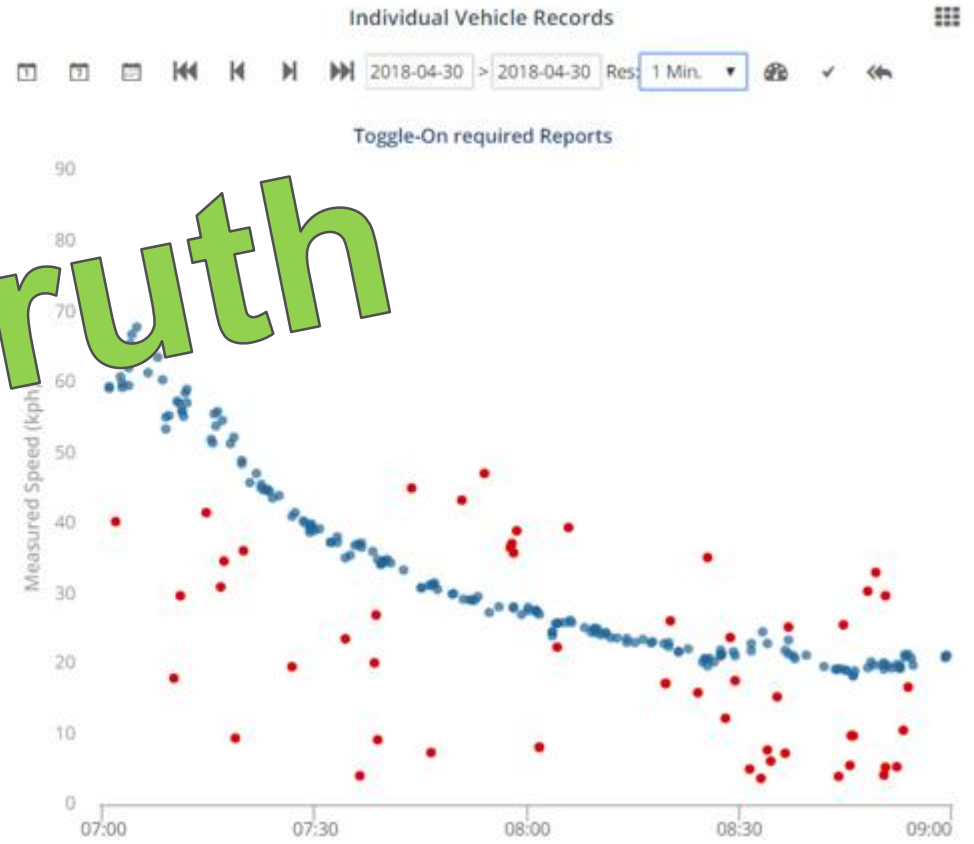 Individual Vehicle Records
2018-04-30 > 2018-04-30 Res: 1 Min.
Toggle-On required Reports
ruth
Measured Speed (kph)
90
80
70
60
50
40
30
20
10
0
07:00 07:30 08:00 08:30 09:00